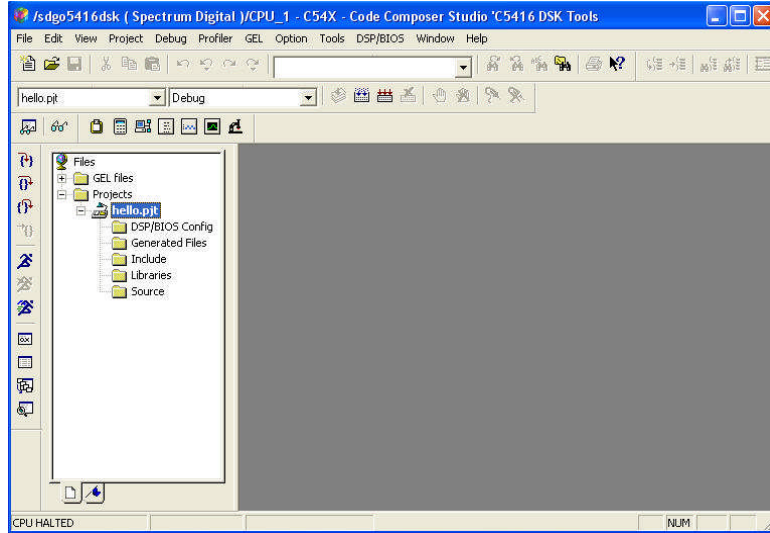 /sdgo5416dsk ( Spectrum Digital )/CPU_1 - C54X - Code Composer Studio 'C5416 DSK Tools
File Edit View Project Debug Profiler GEL Option Tools DSP/BIOS Window Help
hello.pjt Debug
Files
GEL files
Projects
hello.pjt
DSP/BIOS Config
Generated Files
Include
Libraries
Source
CPU HALTED
NUM